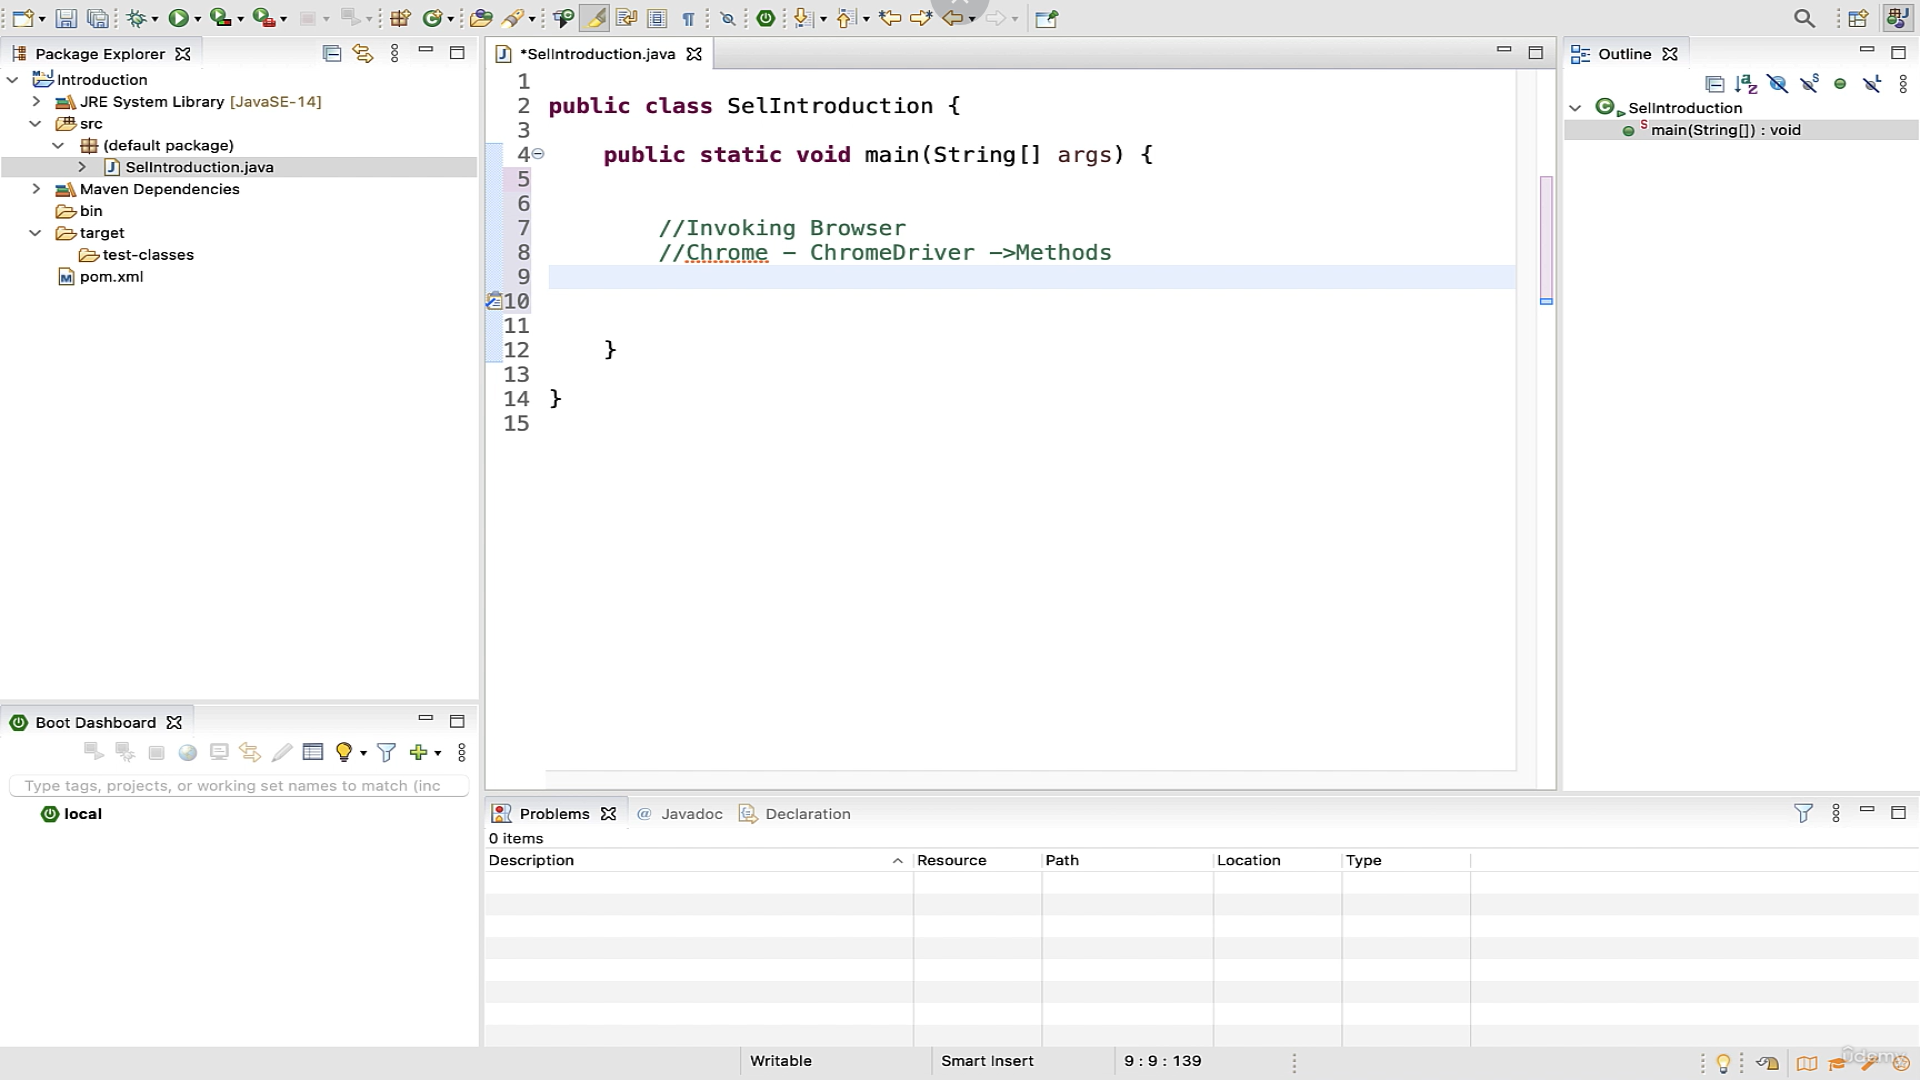 Package Explorer
Introduction
JRE System Library [JavaSE-14]
src
(default package)
SelIntroduction.java
Maven Dependencies
bin
target
test-classes
pom.xml
*SelIntroduction.java
1
2 public class SelIntroduction {
3
4 public static void main(String[] args) {
5
6
7 //Invoking Browser
8 //Chrome - ChromeDriver ->Methods
9
10
11
12 }
13
14 }
15
Outline
SelIntroduction
main(String[]) : void
Boot Dashboard
Type tags, projects, or working set names to match (inc
local
Problems @ Javadoc Declaration
0 items
Description Resource Path Location Type
Writable Smart Insert 9 : 9 : 139
ûdemy